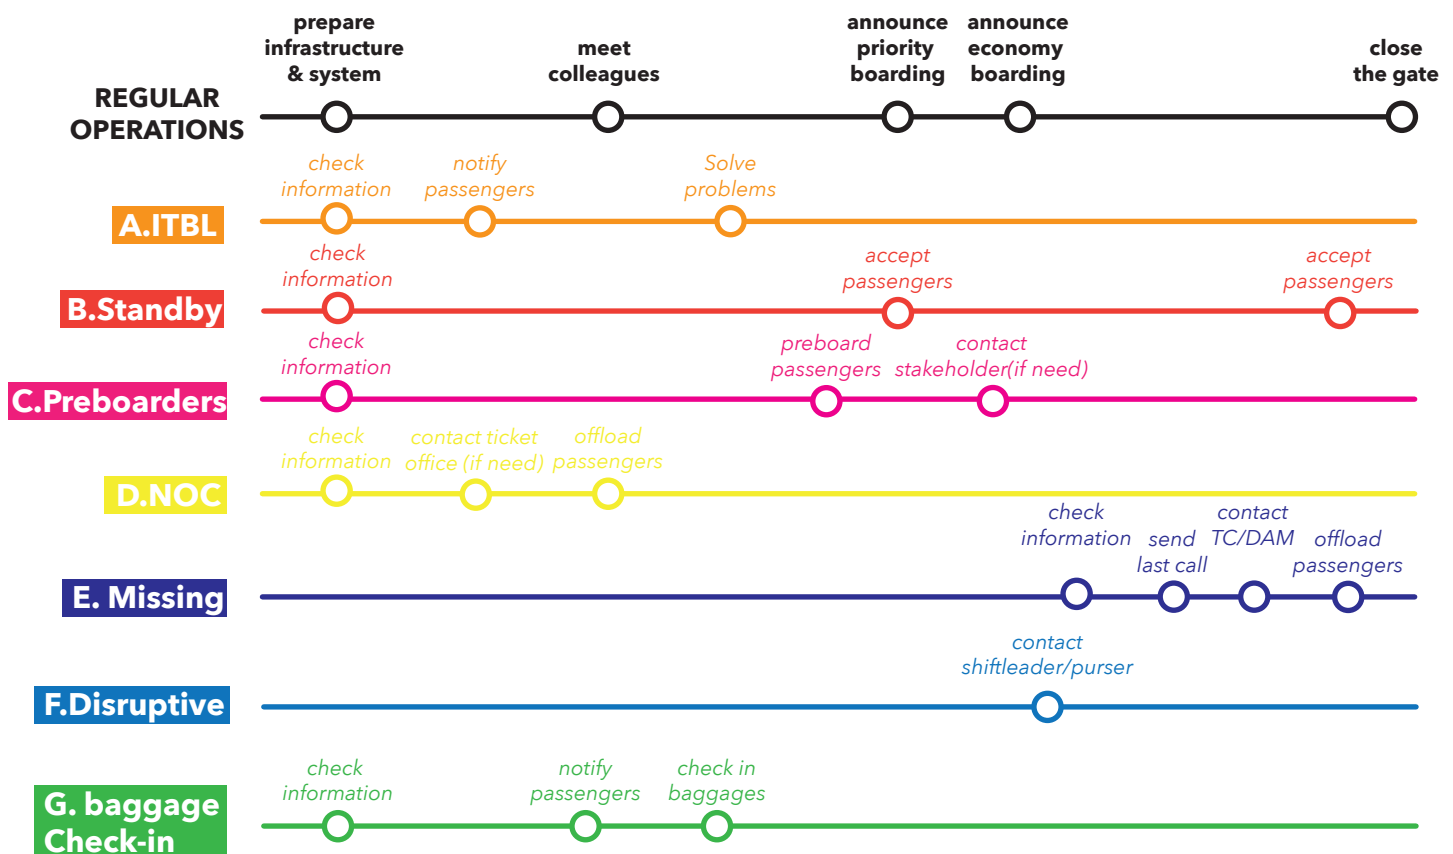 prepare
infrastructure
& system
meet
colleagues
announce
priority
boarding
announce
economy
boarding
close
the gate
REGULAR
OPERATIONS
check
information
notify
passengers
Solve
problems
A.ITBL
check
information
accept
passengers
accept
passengers
B.Standby
check
information
preboard
passengers
contact
stakeholder(if need)
C.Preboarders
check
information
contact ticket
office (if need)
offload
passengers
D.NOC
check
information
send
last call
contact
TC/DAM
offload
passengers
E. Missing
contact
shiftleader/purser
F.Disruptive
check
information
notify
passengers
check in
baggages
G. baggage
Check-in